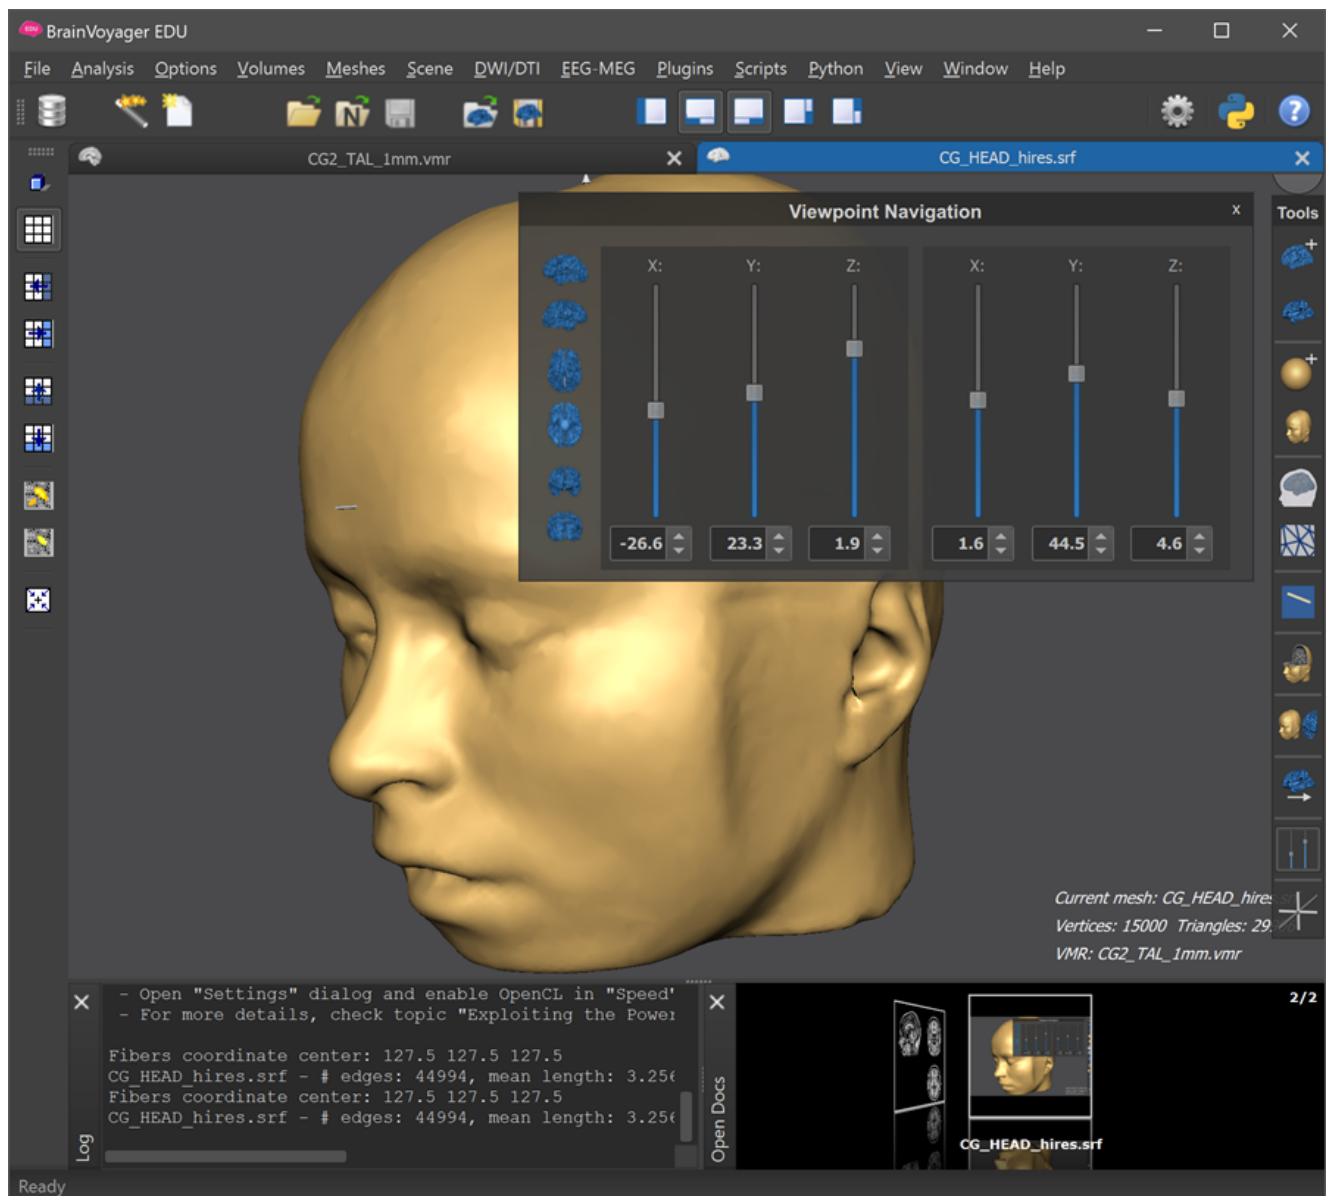 EDU
BrainVoyager EDU
File Analysis Options Volumes Meshes Scene DWI/DTI EEG-MEG Plugins Scripts Python View Window Help
N
?
CG2_TAL_1mm.vmr
CG_HEAD_hires.srf
Viewpoint Navigation x
Tools
X: Y: Z: X: Y: Z:
-26.6 23.3 1.9 1.6 44.5 4.6
Current mesh: CG_HEAD_hires
Vertices: 15000 Triangles: 29
VMR: CG2_TAL_1mm.vmr
- Open "Settings" dialog and enable OpenCL in "Speed"
- For more details, check topic "Exploiting the Power
Fibers coordinate center: 127.5 127.5 127.5
CG_HEAD_hires.srf - # edges: 44994, mean length: 3.256
Fibers coordinate center: 127.5 127.5 127.5
CG_HEAD_hires.srf - # edges: 44994, mean length: 3.256
Log
Open Docs
2/2
CG_HEAD_hires.srf
Ready